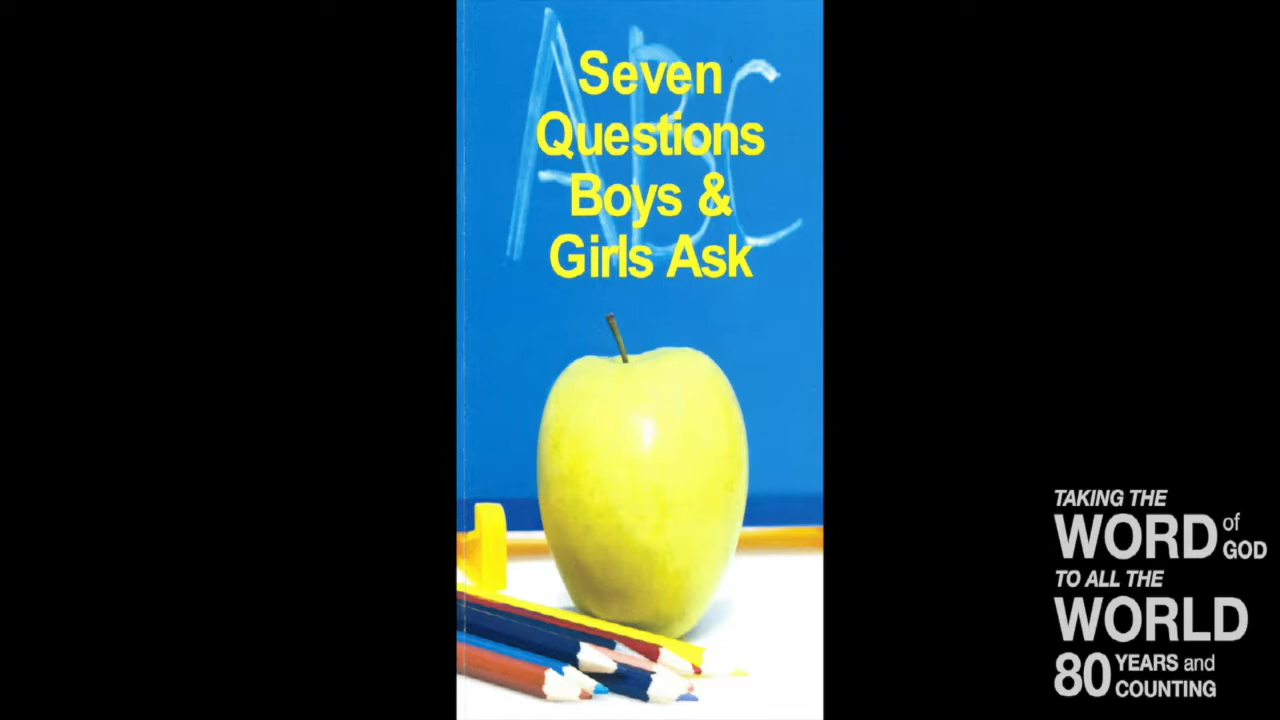 ABC
Seven
Questions
Boys &
Girls Ask
TAKING THE
WORD of GOD
TO ALL THE
WORLD
80 YEARS and
COUNTING